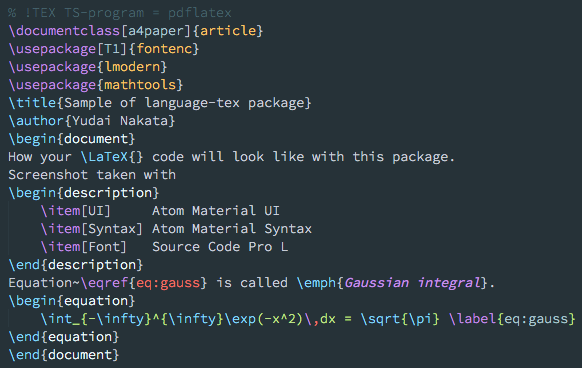 % !TEX TS-program = pdflatex
\documentclass[a4paper]{article}
\usepackage[T1]{fontenc}
\usepackage{lmodern}
\usepackage{mathtools}
\title{Sample of language-tex package}
\author{Yudai Nakata}
\begin{document}
How your \LaTeX{} code will look like with this package.
Screenshot taken with
\begin{description}
    \item[UI]     Atom Material UI
    \item[Syntax] Atom Material Syntax
    \item[Font]   Source Code Pro L
\end{description}
Equation~\eqref{eq:gauss} is called \emph{Gaussian integral}.
\begin{equation}
    \int_{-\infty}^{\infty}\exp(-x^2)\,dx = \sqrt{\pi} \label{eq:gauss}
\end{equation}
\end{document}